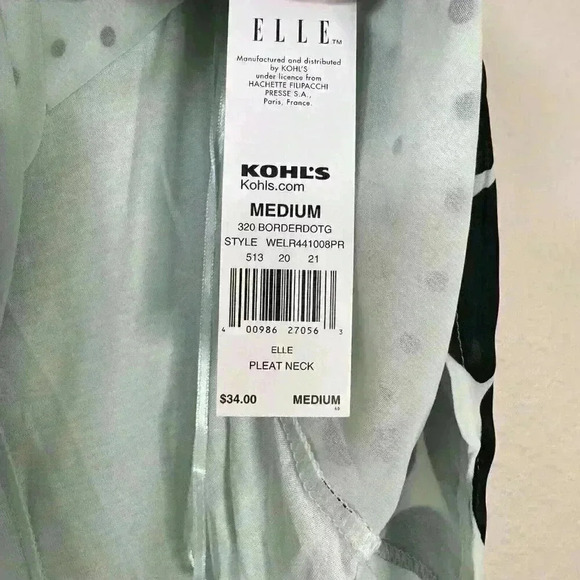 ELLE™
Manufactured and distributed
by KOHL'S
under licence from
HACHETTE FILIPACCHI
PRESSE S.A.,
Paris, France.
KOHL'S
Kohls.com
MEDIUM
320 BORDERDOTG
STYLE WELR441008PR
513 20 21
4 00986 27056 3
ELLE
PLEAT NECK
$34.00 MEDIUM